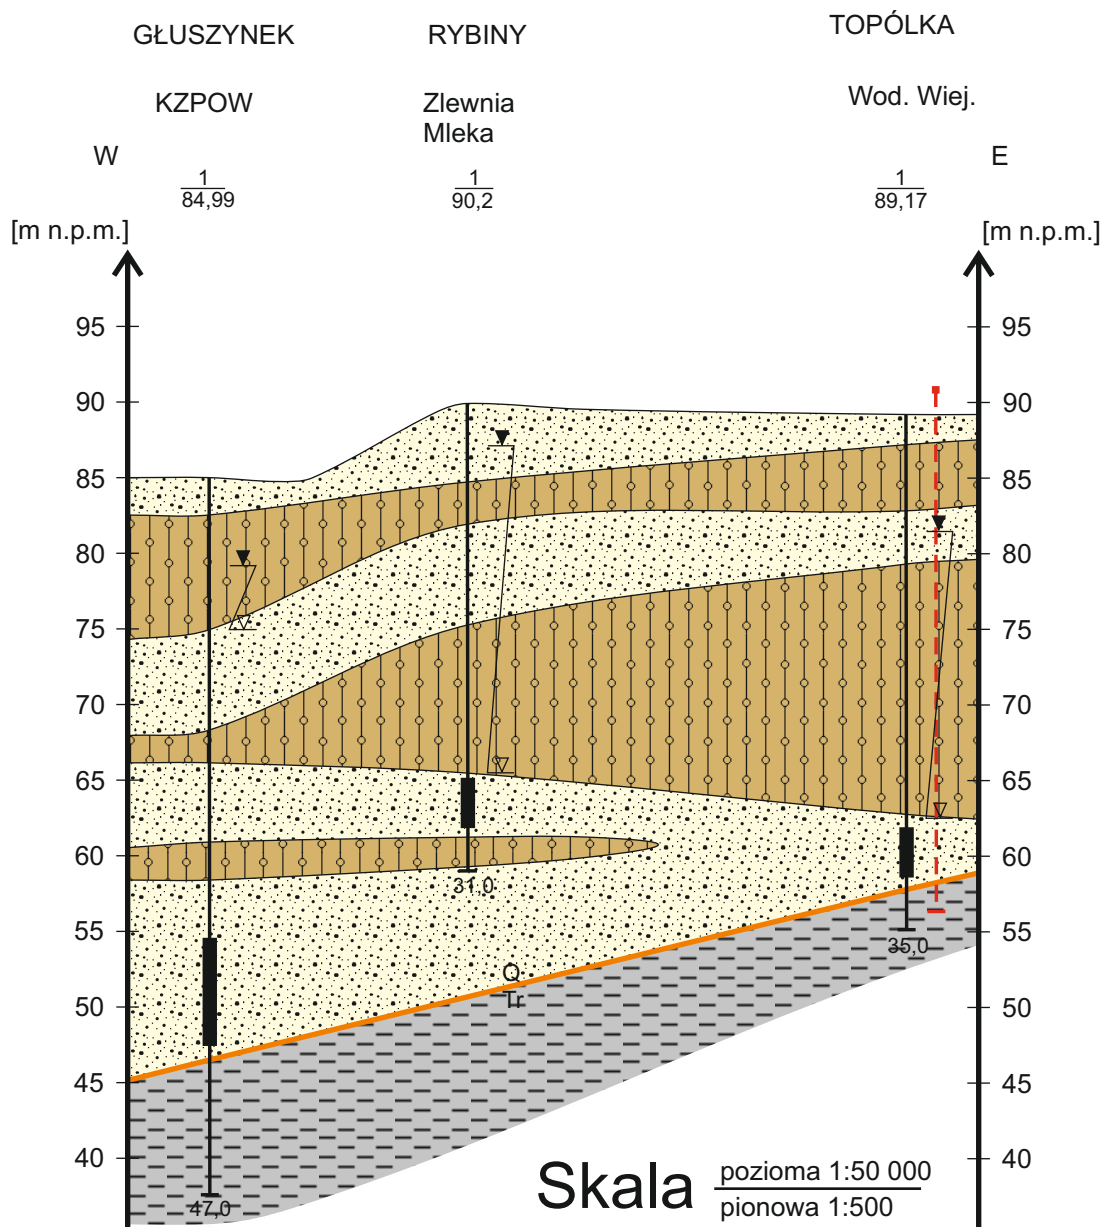 GŁUSZYNEK RYBINY TOPÓLKA
KZPOW Zlewnia Mleka Wod. Wiej.
W E
1 1 1
84,99 90,2 89,17
[m n.p.m.] [m n.p.m.]
95 95
90 90
85 85
80 80
75 75
70 70
65 65
60 60
31,0
55 55
35,0
Q
Tr
50 50
45 45
40 40
47,0
Skala pozioma 1:50 000
pionowa 1:500